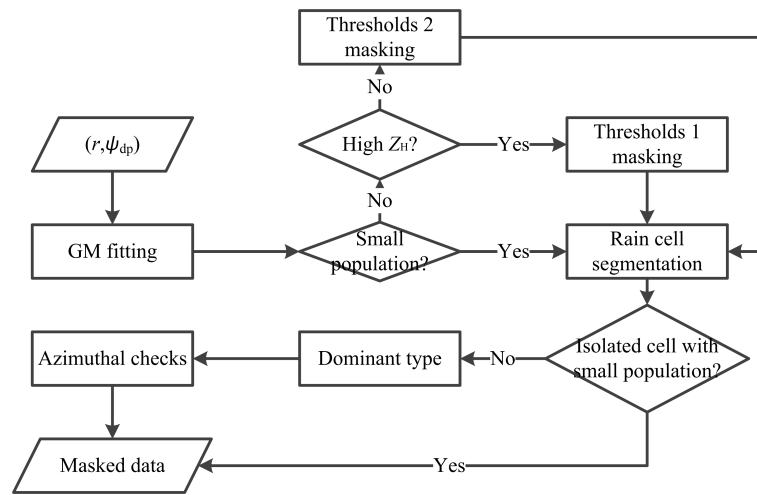 Thresholds 2
masking
No
(r,ψdp)
High ZH?
Yes
Thresholds 1
masking
No
GM fitting
Small
population?
Yes
Rain cell
segmentation
Azimuthal checks
Dominant type
No
Isolated cell with
small population?
Masked data
Yes